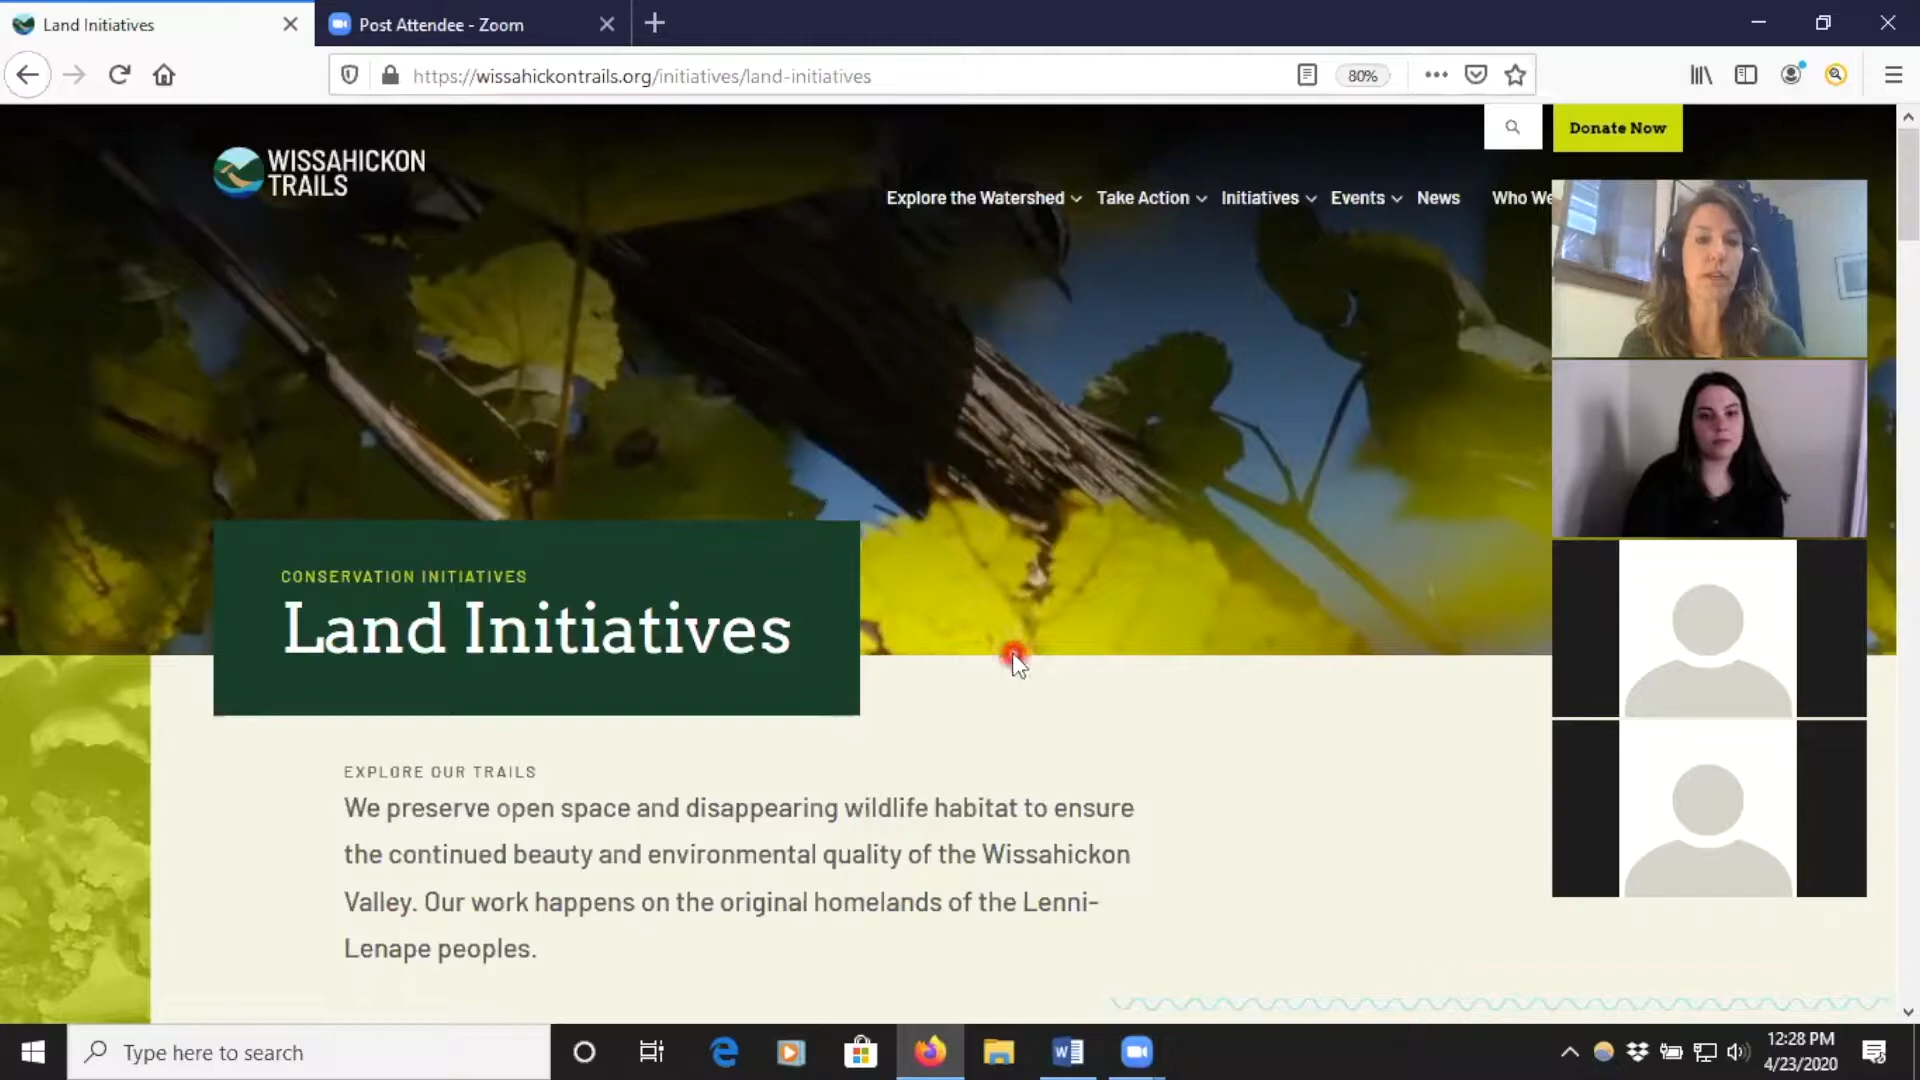 Land Initiatives
Post Attendee - Zoom
https://wissahickontrails.org/initiatives/land-initiatives
80%
Donate Now
WISSAHICKON
TRAILS
Explore the Watershed Take Action Initiatives Events News Who We
CONSERVATION INITIATIVES
Land Initiatives
EXPLORE OUR TRAILS
We preserve open space and disappearing wildlife habitat to ensure
the continued beauty and environmental quality of the Wissahickon
Valley. Our work happens on the original homelands of the Lenni-
Lenape peoples.
Type here to search
12:28 PM
4/23/2020